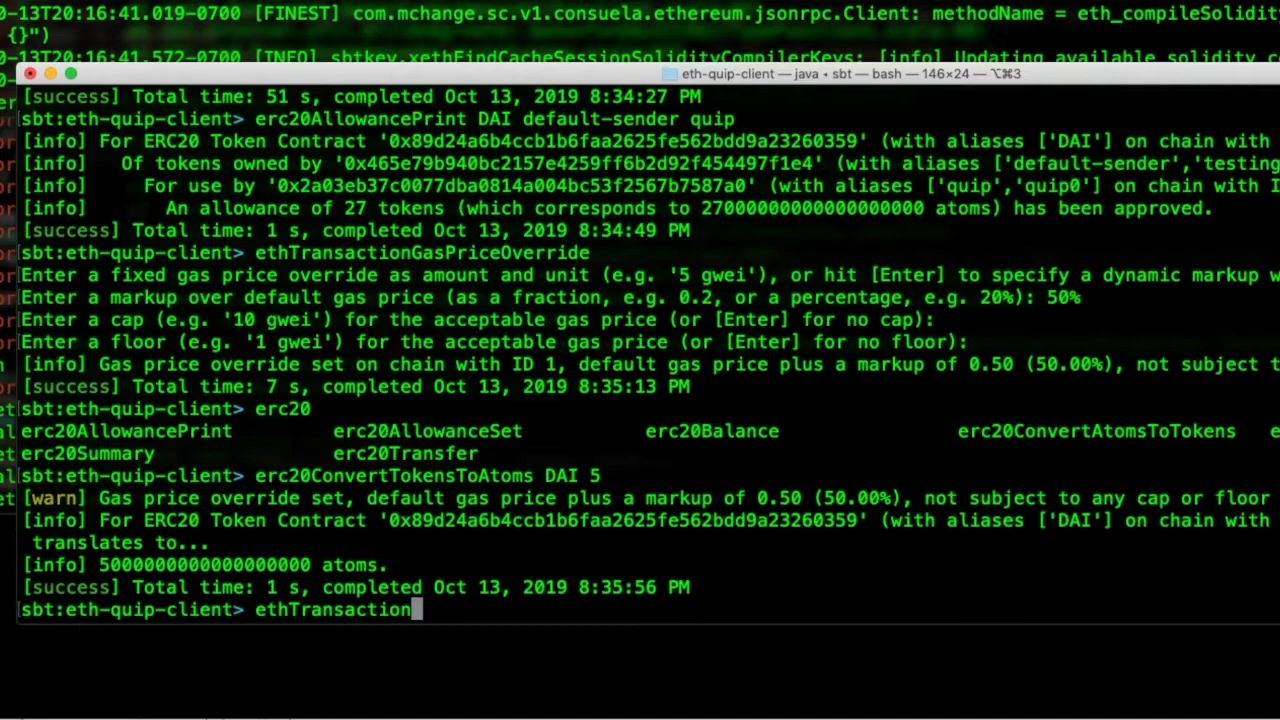 0-13T20:16:41.019-0700 [FINEST] com.mchange.sc.v1.consuela.ethereum.jsonrpc.Client: methodName = eth_compileSolidit
{}")
0-13T20:16:41.572-0700 [INFO] sbtkey.xethFindCacheSessionSolidityCompilerKeys: [info] Updating available solidity c
eth-quip-client — java • sbt — bash — 146×24 — ⌥⌘3
[success] Total time: 51 s, completed Oct 13, 2019 8:34:27 PM
sbt:eth-quip-client> erc20AllowancePrint DAI default-sender quip
[info] For ERC20 Token Contract '0x89d24a6b4ccb1b6faa2625fe562bdd9a23260359' (with aliases ['DAI'] on chain with
[info]   Of tokens owned by '0x465e79b940bc2157e4259ff6b2d92f454497f1e4' (with aliases ['default-sender','testing
[info]     For use by '0x2a03eb37c0077dba0814a004bc53f2567b7587a0' (with aliases ['quip','quip0'] on chain with I
[info]       An allowance of 27 tokens (which corresponds to 27000000000000000000 atoms) has been approved.
[success] Total time: 1 s, completed Oct 13, 2019 8:34:49 PM
sbt:eth-quip-client> ethTransactionGasPriceOverride
Enter a fixed gas price override as amount and unit (e.g. '5 gwei'), or hit [Enter] to specify a dynamic markup w
Enter a markup over default gas price (as a fraction, e.g. 0.2, or a percentage, e.g. 20%): 50%
Enter a cap (e.g. '10 gwei') for the acceptable gas price (or [Enter] for no cap):
Enter a floor (e.g. '1 gwei') for the acceptable gas price (or [Enter] for no floor):
[info] Gas price override set on chain with ID 1, default gas price plus a markup of 0.50 (50.00%), not subject t
[success] Total time: 7 s, completed Oct 13, 2019 8:35:13 PM
sbt:eth-quip-client> erc20
erc20AllowancePrint erc20AllowanceSet erc20Balance erc20ConvertAtomsToTokens e
erc20Summary erc20Transfer
sbt:eth-quip-client> erc20ConvertTokensToAtoms DAI 5
[warn] Gas price override set, default gas price plus a markup of 0.50 (50.00%), not subject to any cap or floor
[info] For ERC20 Token Contract '0x89d24a6b4ccb1b6faa2625fe562bdd9a23260359' (with aliases ['DAI'] on chain with
translates to...
[info] 5000000000000000000 atoms.
[success] Total time: 1 s, completed Oct 13, 2019 8:35:56 PM
sbt:eth-quip-client> ethTransaction